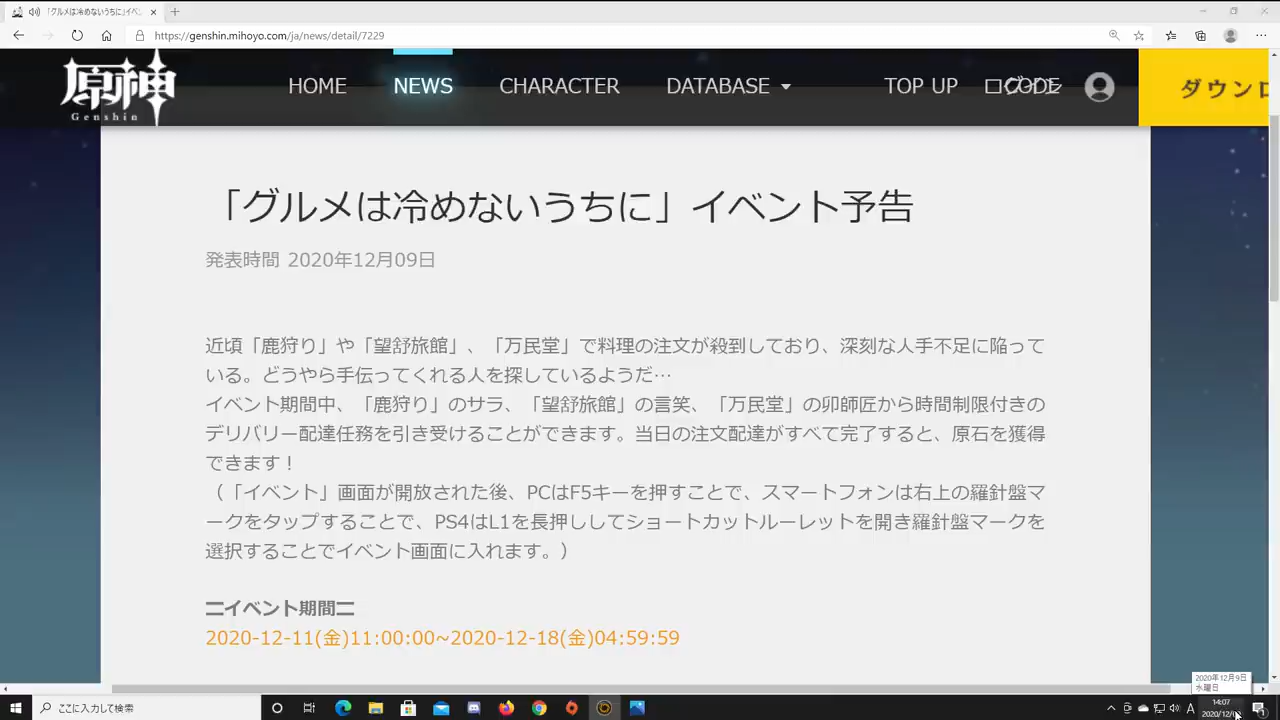 「グルメは冷めないうちに」イベ
https://genshin.mihoyo.com/ja/news/detail/7229
原神
Genshin
HOME
NEWS
CHARACTER
DATABASE
TOP UP
CODE
ログイン
ダウンロ
「グルメは冷めないうちに」イベント予告
発表時間 2020年12月09日
近頃「鹿狩り」や「望舒旅館」、「万民堂」で料理の注文が殺到しており、深刻な人手不足に陥って
いる。どうやら手伝ってくれる人を探しているようだ…
イベント期間中、「鹿狩り」のサラ、「望舒旅館」の言笑、「万民堂」の卯師匠から時間制限付きの
デリバリー配達任務を引き受けることができます。当日の注文配達がすべて完了すると、原石を獲得
できます！
（「イベント」画面が開放された後、PCはF5キーを押すことで、スマートフォンは右上の羅針盤マ
ークをタップすることで、PS4はL1を長押ししてショートカットルーレットを開き羅針盤マークを
選択することでイベント画面に入れます。）
〓イベント期間〓
2020-12-11(金)11:00:00~2020-12-18(金)04:59:59
2020年12月9日
水曜日
ここに入力して検索
A
14:07
2020/12/